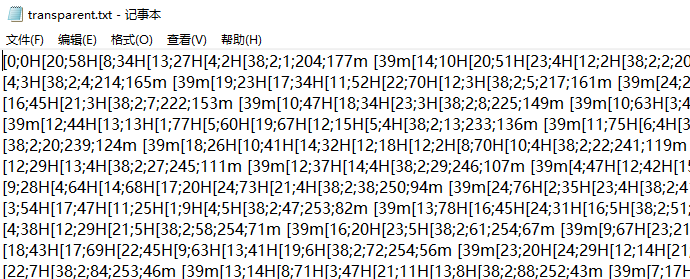 transparent.txt - 记事本
文件(F) 编辑(E) 格式(O) 查看(V) 帮助(H)
[0;0H[20;58H[8;34H[13;27H[4;2H[38;2;1;204;177m [39m[14;10H[20;51H[23;4H[12;2H[38;2;2;20
[4;3H[38;2;4;214;165m [39m[19;23H[17;34H[11;52H[22;70H[12;3H[38;2;5;217;161m [39m[24;2
[16;45H[21;3H[38;2;7;222;153m [39m[10;47H[18;34H[23;3H[38;2;8;225;149m [39m[10;63H[3;4
[39m[12;44H[13;13H[1;77H[5;60H[19;67H[12;15H[5;4H[38;2;13;233;136m [39m[11;75H[6;4H[3
[38;2;20;239;124m [39m[18;26H[10;41H[14;32H[12;18H[12;2H[8;70H[10;4H[38;2;22;241;119m
[12;29H[13;4H[38;2;27;245;111m [39m[12;37H[14;4H[38;2;29;246;107m [39m[4;47H[12;42H[15
[9;28H[4;64H[14;68H[17;20H[24;73H[21;4H[38;2;38;250;94m [39m[24;76H[2;35H[23;4H[38;2;4
[3;54H[17;47H[11;25H[1;9H[4;5H[38;2;47;253;82m [39m[13;78H[16;45H[24;31H[16;5H[38;2;51;
[4;38H[12;29H[21;5H[38;2;58;254;71m [39m[16;20H[23;5H[38;2;61;254;67m [39m[9;67H[23;21
[18;43H[17;69H[22;45H[9;63H[13;41H[19;6H[38;2;72;254;56m [39m[23;20H[24;29H[12;14H[21;
[22;7H[38;2;84;253;46m [39m[13;14H[8;71H[3;47H[21;11H[13;8H[38;2;88;252;43m [39m[7;17H